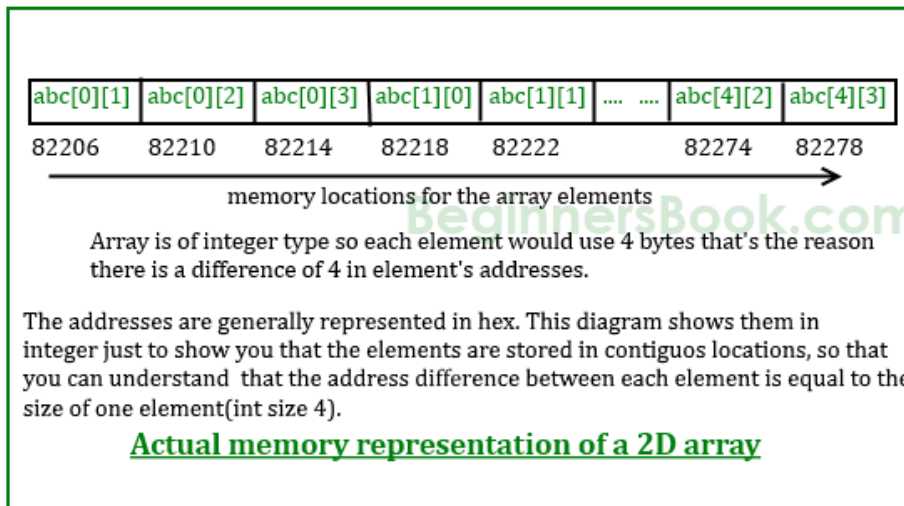 abc[0][1] abc[0][2] abc[0][3] abc[1][0] abc[1][1] .... .... abc[4][2] abc[4][3]
82206 82210 82214 82218 82222 82274 82278
memory locations for the array elements
BeginnersBook.com
Array is of integer type so each element would use 4 bytes that's the reason
there is a difference of 4 in element's addresses.
The addresses are generally represented in hex. This diagram shows them in
integer just to show you that the elements are stored in contiguos locations, so that
you can understand that the address difference between each element is equal to the
size of one element(int size 4).
Actual memory representation of a 2D array